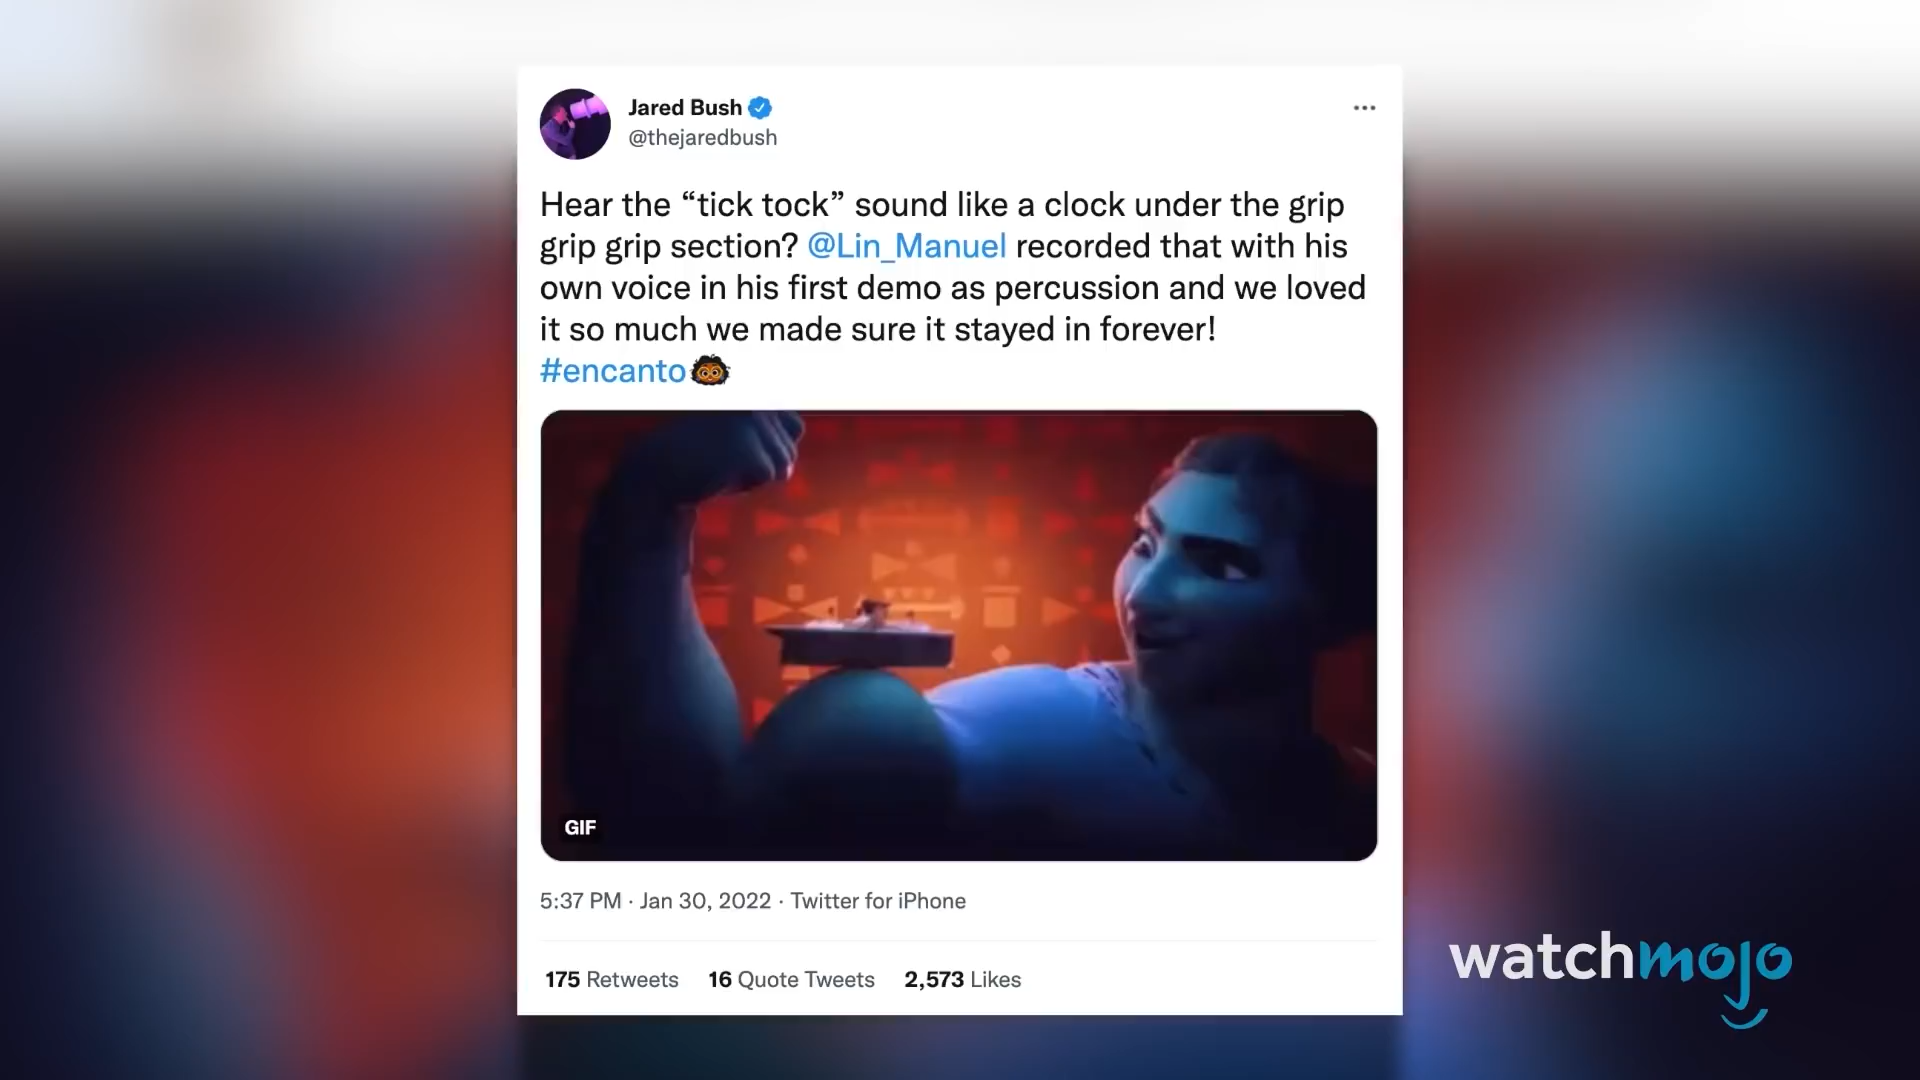 Jared Bush
@thejaredbush
Hear the “tick tock” sound like a clock under the grip
grip grip section? @Lin_Manuel recorded that with his
own voice in his first demo as percussion and we loved
it so much we made sure it stayed in forever!
#encanto
GIF
5:37 PM · Jan 30, 2022 · Twitter for iPhone
175 Retweets 16 Quote Tweets 2,573 Likes
watchmojo